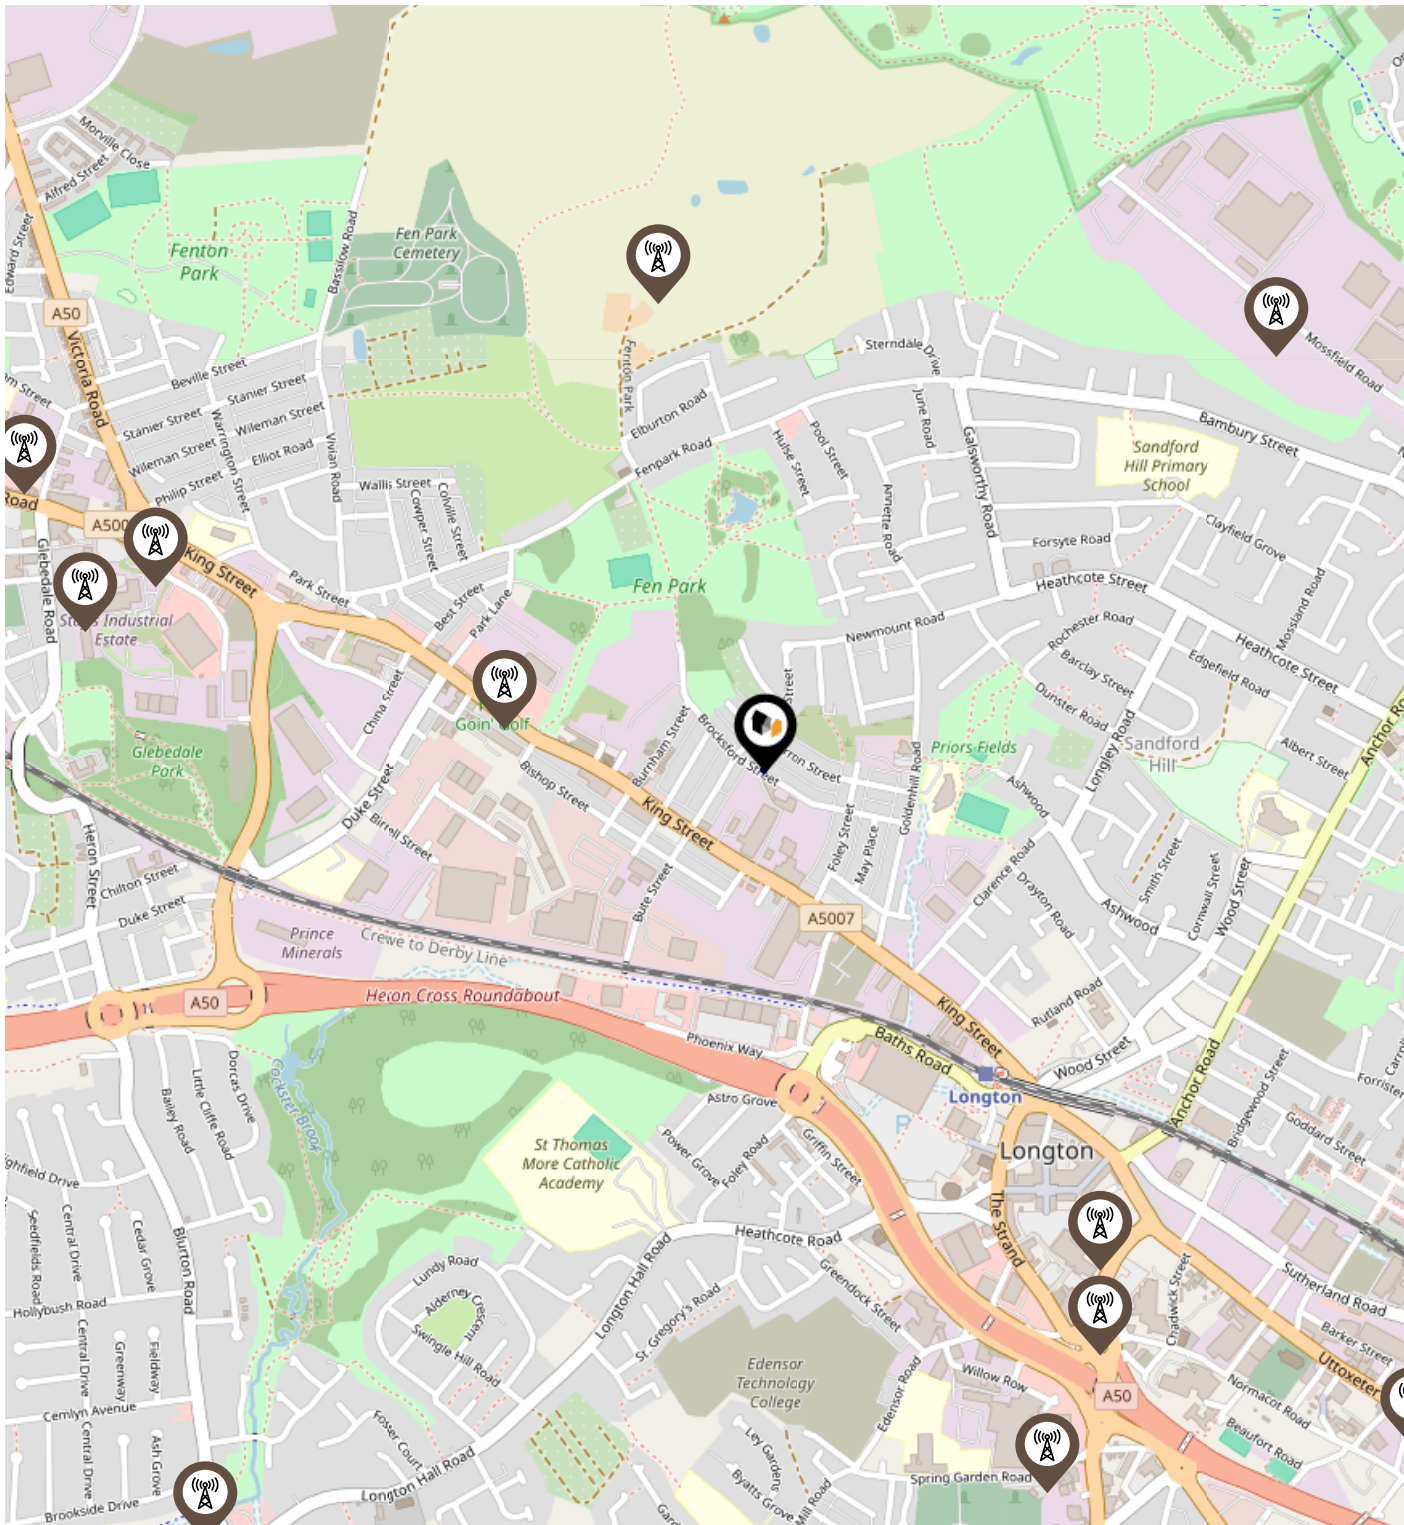 Morville Close
Alfred Street
Edward Street
Fenton
Park
Bassilow Road
Fen Park
Cemetery
A50
Victoria Road
Mossfield Road
Sterndale Drive
Fenton Park
Beville Street
Stanier Street
Stanier Street
Wileman Street
Wileman Street
Warrington Street
Elliot Road
Vivian Road
Philip Street
Wallis Street
Colville Street
Cowper Street
Elburton Road
Fenpark Road
Hulse Street
Pool Street
June Road
Annette Road
Galsworthy Road
Bambury Street
Sandford
Hill Primary
School
Clayfield Grove
Forsyte Road
Heathcote Street
Mossland Road
Road
A500
King Street
Glebedale Road
Park Street
Best Street
Park Lane
Fen Park
Newmount Road
Rochester Road
Barclay Street
Dunster Road
Edgefield Road
Heathcote Street
Longley Road
Industrial
Estate
China Street
Goin' Golf
Glebedale
Park
Burnham Street
Brocksford Street
Street
Goldenhill Road
Priors Fields
Sandford
Hill
Albert Street
Ashwood
Bishop Street
Duke Street
Birrell Street
King Street
Foley Street
May Place
Clarence Road
Drayton Road
Ashwood
Smith Street
Cornwall Street
Wood Street
Heron Street
Chilton Street
Duke Street
Bute Street
A5007
Prince
Minerals
Crewe to Derby Line
A50
Heron Cross Roundabout
Phoenix Way
King Street
Rutland Road
Baths Road
Wood Street
Longton
Anchor Road
Bridgewood Street
Goddard Street
Cockster Brook
Dorcas Drive
Little Cliffe Road
Bailey Road
Astro Grove
Power Grove
Foley Road
Griffin Street
St Thomas
More Catholic
Academy
Longton
The Strand
Seedfields Road
Central Drive
Cedar Grove
Blurton Road
Heathcote Road
Longton Hall Road
Lundy Road
Alderney Crescent
Swingle Hill Road
St. Gregory's Road
Greendock Street
Chadwick Street
Sutherland Road
Barker Street
Uttoxeter
Hollybush Road
Central Drive
Greenway
Fieldway
Edensor
Technology
College
Edensor Road
Willow Row
A50
Normacot Road
Beaufort Road
Cemlyn Avenue
Central Drive
Ash Grove
Fosser Court
Longton Hall Road
Ley Gardens
Byatts Grove
Mill Road
Spring Garden Road
Brookside Drive